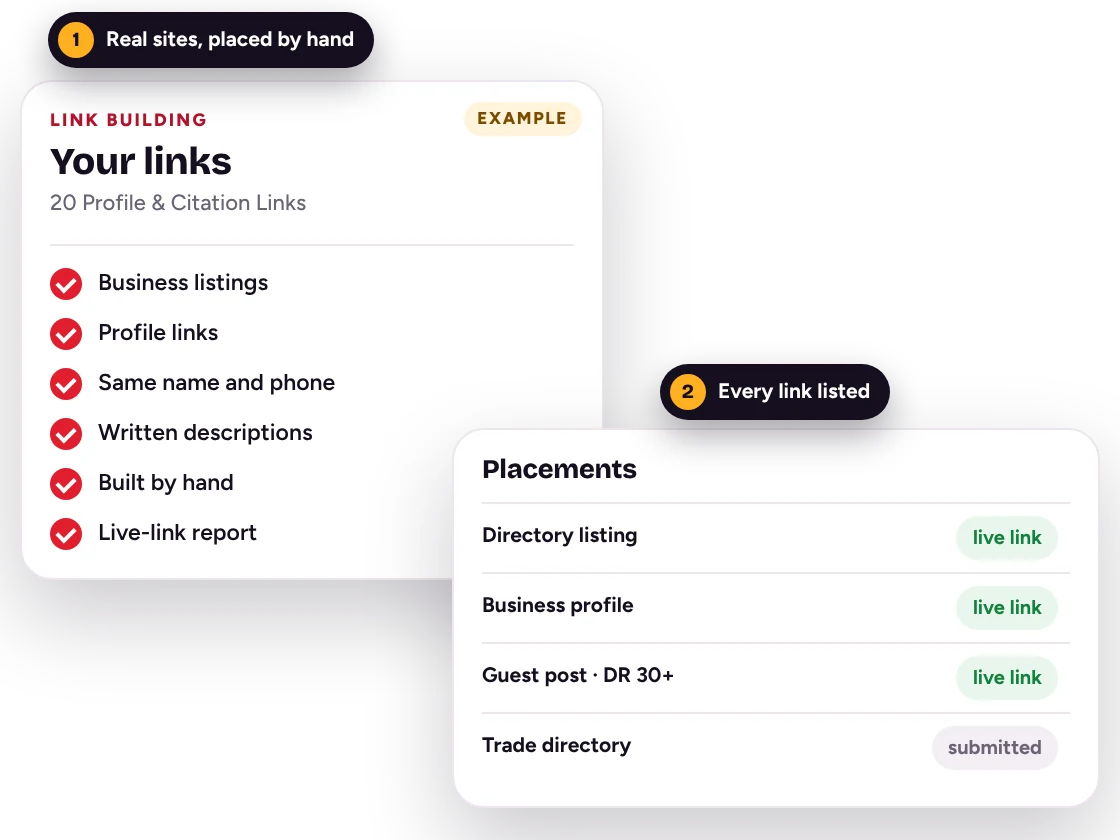 1 Real sites, placed by hand
LINK BUILDING
EXAMPLE
Your links
20 Profile & Citation Links
Business listings
Profile links
Same name and phone
Written descriptions
Built by hand
Live-link report
2 Every link listed
Placements
Directory listing live link
Business profile live link
Guest post · DR 30+ live link
Trade directory submitted